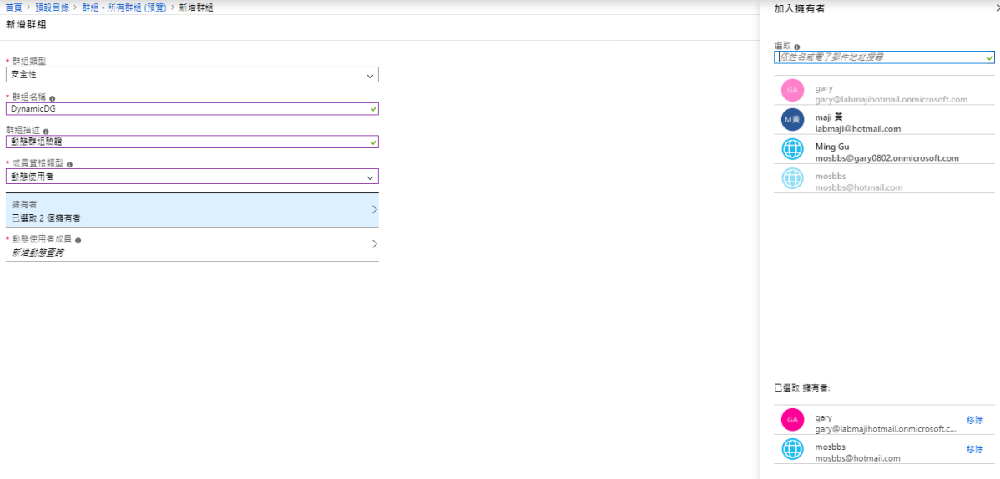 首頁 > 預設目錄 > 群組 - 所有群組 (預覽) > 新增群組
新增群組
* 群組類型
安全性
* 群組名稱
DynamicDG
群組描述
動態群組驗證
* 成員資格類型
動態使用者
擁有者
已選取 2 個擁有者
* 動態使用者成員
新增動態查詢
加入擁有者
選取
依姓名或電子郵件地址搜尋
GA
gary
gary@labmajihotmail.onmicrosoft.com
M黃
maji 黃
labmaji@hotmail.com
Ming Gu
mosbbs@gary0802.onmicrosoft.com
mosbbs
mosbbs@hotmail.com
已選取 擁有者:
GA
gary
移除
gary@labmajihotmail.onmicrosoft.c...
mosbbs
移除
mosbbs@hotmail.com